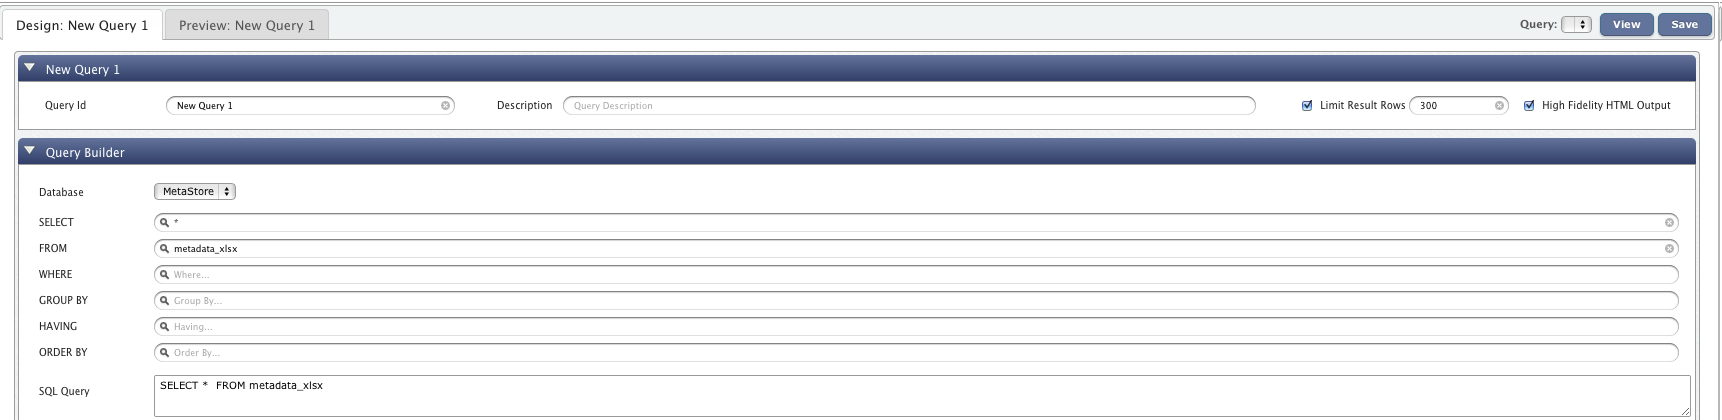 Design: New Query 1 Preview: New Query 1 Query: View Save
New Query 1
Query Id New Query 1 Description Query Description Limit Result Rows 300 High Fidelity HTML Output
Query Builder
Database MetaStore
SELECT *
FROM metadata_xlsx
WHERE Where...
GROUP BY Group By...
HAVING Having...
ORDER BY Order By...
SQL Query SELECT *  FROM metadata_xlsx